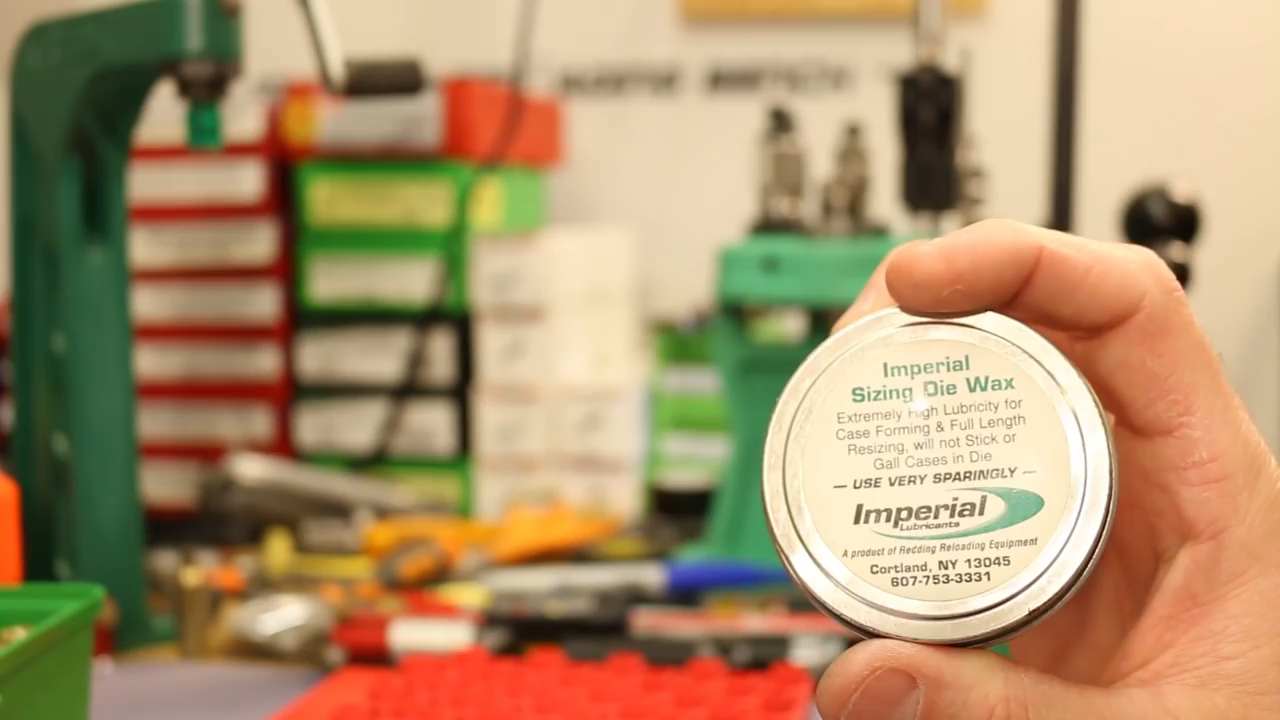 Imperial
Sizing Die Wax
Extremely High Lubricity for
Case Forming & Full Length
Resizing, will not Stick or
Gall Cases in Die
— USE VERY SPARINGLY —
Imperial
Lubricants
A product of Redding Reloading Equipment
Cortland, NY 13045
607-753-3331